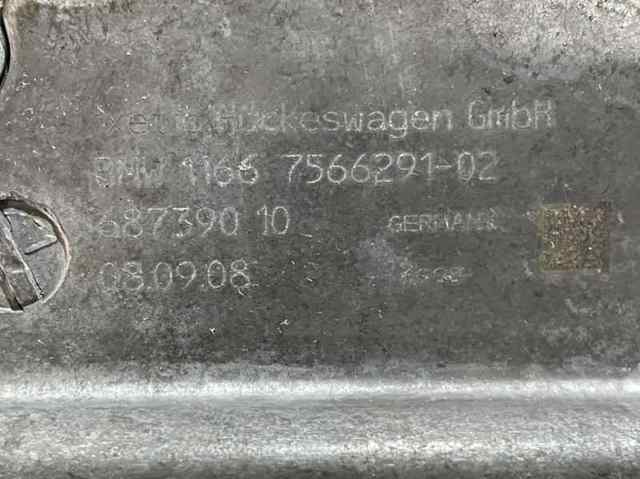 Hückeswagen GmbH
BMW 1166 7566291-02
687390 10 GERMANY
08.09.08